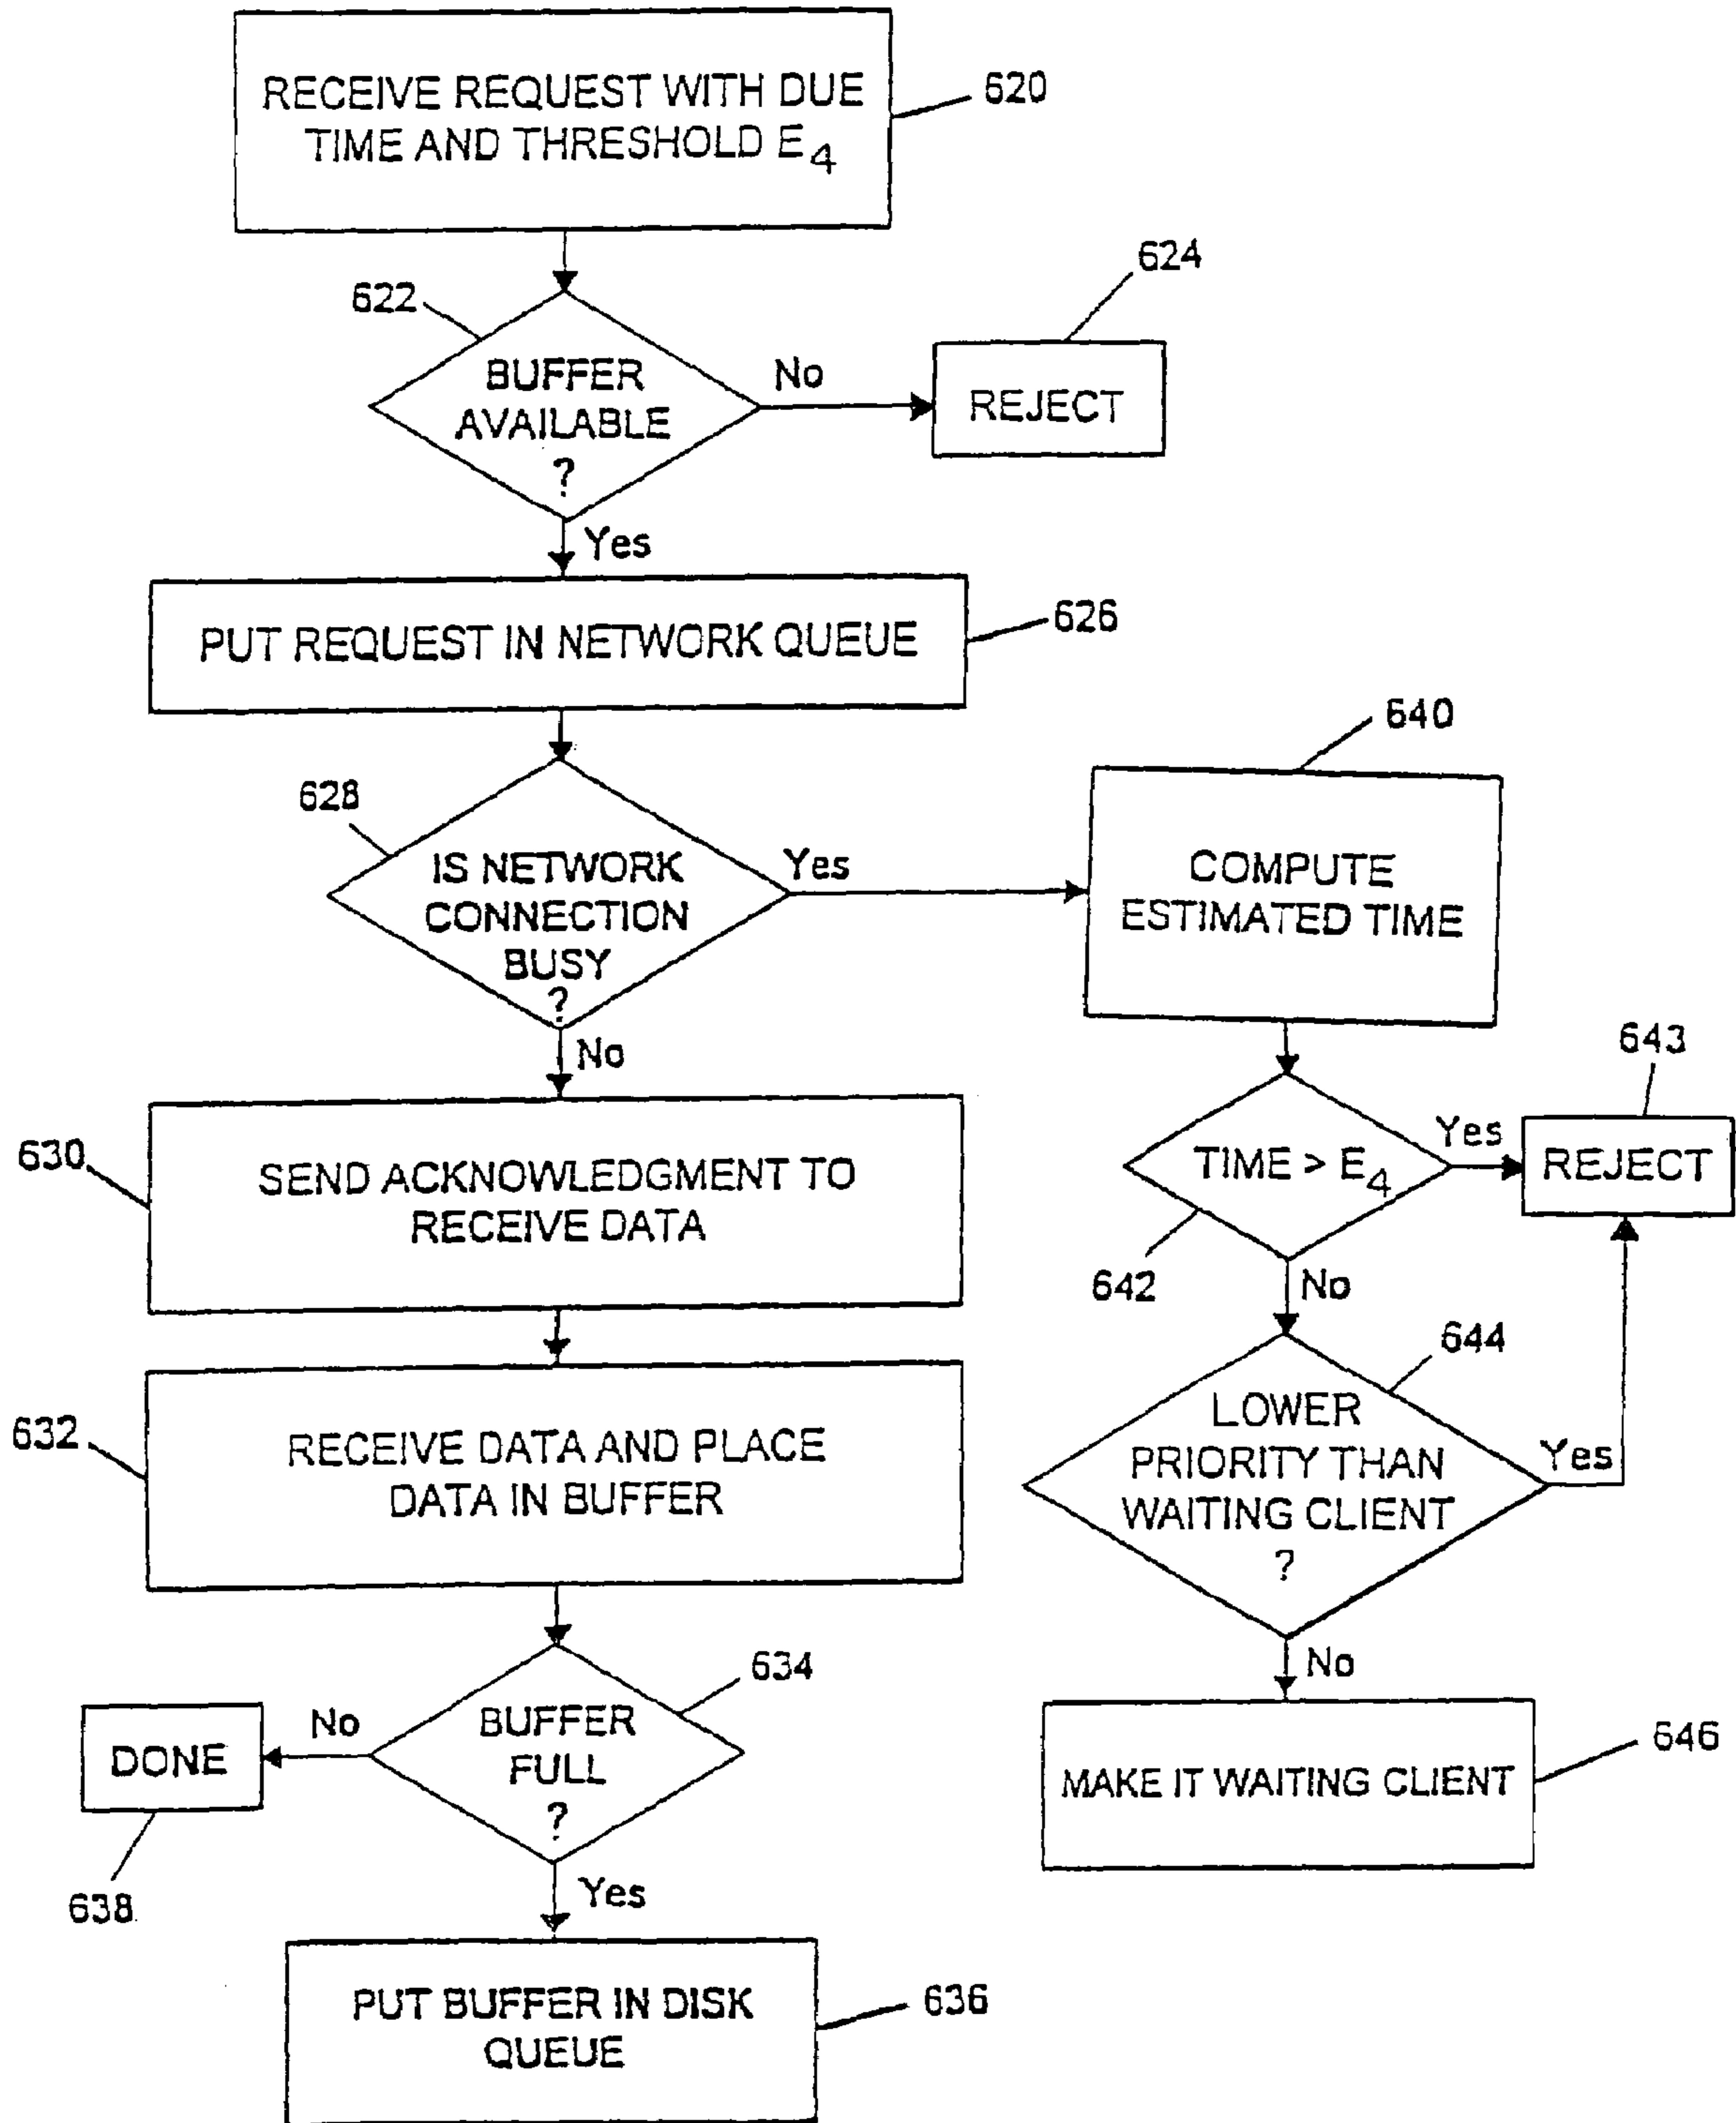 RECEIVE REQUEST WITH DUE
TIME AND THRESHOLD E4
620
622
BUFFER
AVAILABLE
?
No
624
REJECT
Yes
PUT REQUEST IN NETWORK QUEUE
626
628
IS NETWORK
CONNECTION
BUSY
?
Yes
640
COMPUTE
ESTIMATED TIME
No
630
SEND ACKNOWLEDGMENT TO
RECEIVE DATA
TIME > E4
642
Yes
643
REJECT
No
632
RECEIVE DATA AND PLACE
DATA IN BUFFER
644
LOWER
PRIORITY THAN
WAITING CLIENT
?
Yes
No
634
BUFFER
FULL
?
No
DONE
638
MAKE IT WAITING CLIENT
646
Yes
PUT BUFFER IN DISK
QUEUE
636